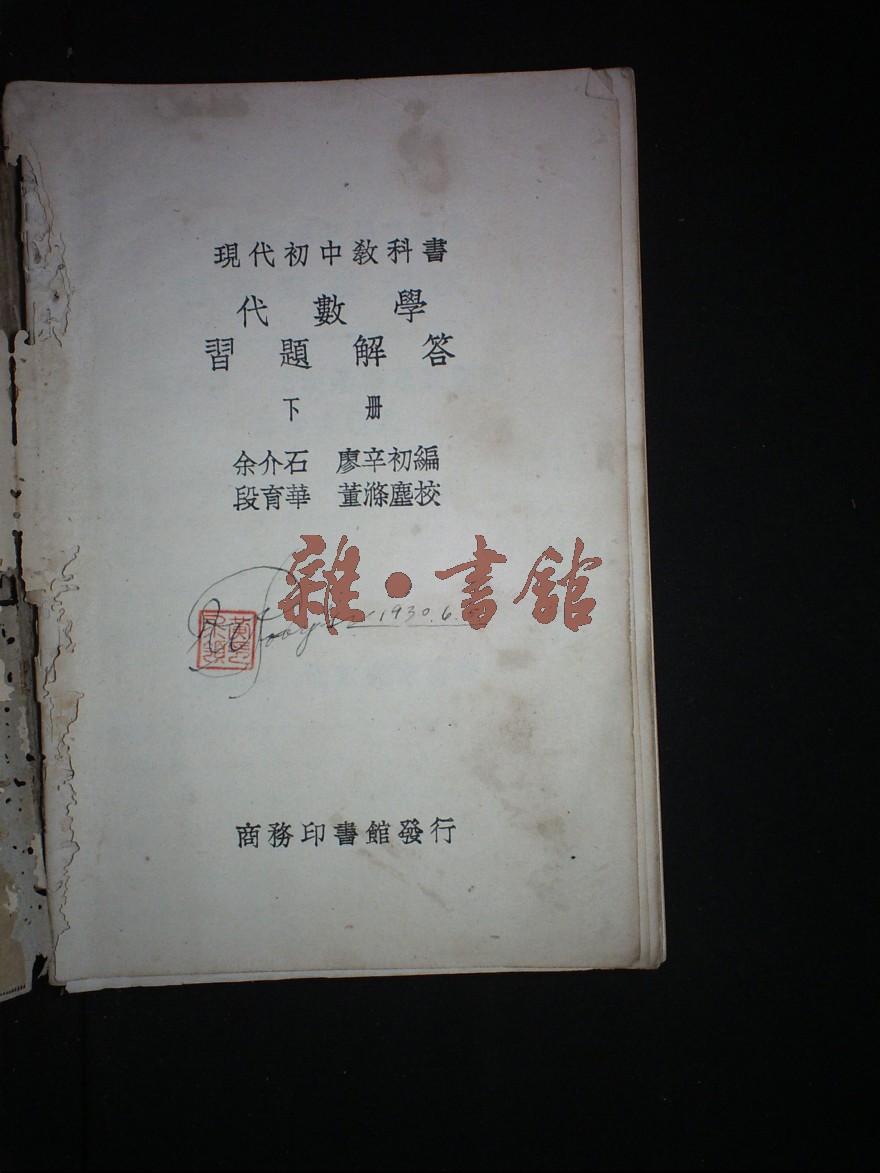 現代初中教科書
代數學
習題解答
下册
余介石 廖辛初編
段育華 董滌塵校
雜·書館
1930.6.
商務印書館發行